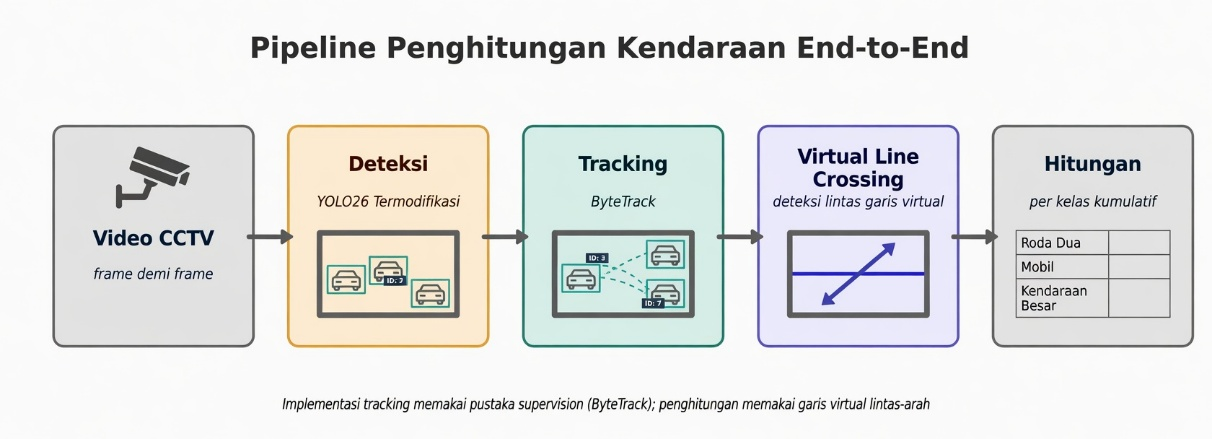 Pipeline Penghitungan Kendaraan End-to-End
Video CCTV
frame demi frame
Deteksi
YOLO26 Termodifikasi
ID: 3
Tracking
ByteTrack
ID: 3
ID: 7
Virtual Line
Crossing
deteksi lintas garis virtual
Hitungan
per kelas kumulatif
Roda Dua
Mobil
Kendaraan
Besar
Implementasi tracking memakai pustaka supervision (ByteTrack); penghitungan memakai garis virtual lintas-arah